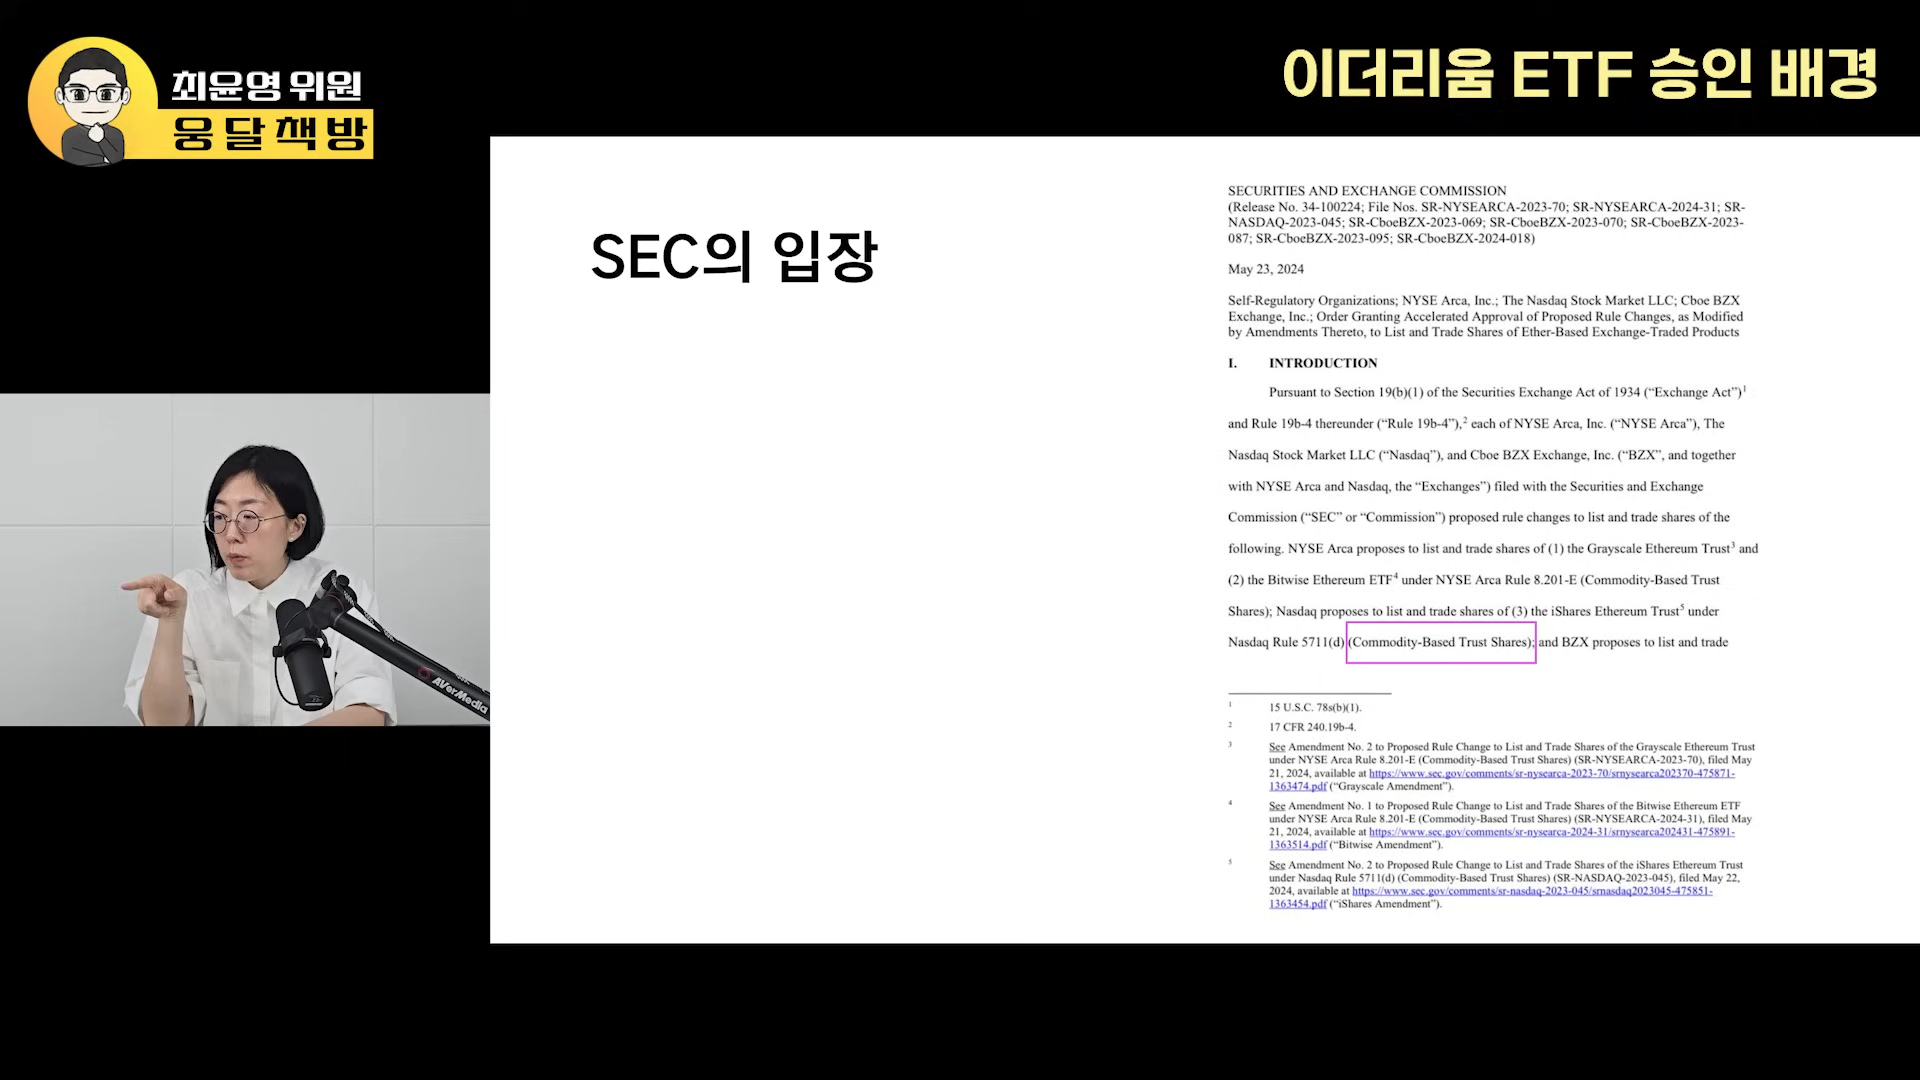 최윤영 위원
웅달책방
이더리움 ETF 승인 배경
SEC의 입장
SECURITIES AND EXCHANGE COMMISSION
(Release No. 34-100224; File Nos. SR-NYSEARCA-2023-70; SR-NYSEARCA-2024-31; SR-
NASDAQ-2023-045; SR-CboeBZX-2023-069; SR-CboeBZX-2023-070; SR-CboeBZX-2023-
087; SR-CboeBZX-2023-095; SR-CboeBZX-2024-018)
May 23, 2024
Self-Regulatory Organizations; NYSE Arca, Inc.; The Nasdaq Stock Market LLC; Cboe BZX
Exchange, Inc.; Order Granting Accelerated Approval of Proposed Rule Changes, as Modified
by Amendments Thereto, to List and Trade Shares of Ether-Based Exchange-Traded Products
I. INTRODUCTION
Pursuant to Section 19(b)(1) of the Securities Exchange Act of 1934 (“Exchange Act”)1
and Rule 19b-4 thereunder (“Rule 19b-4”),2 each of NYSE Arca, Inc. (“NYSE Arca”), The
Nasdaq Stock Market LLC (“Nasdaq”), and Cboe BZX Exchange, Inc. (“BZX”, and together
with NYSE Arca and Nasdaq, the “Exchanges”) filed with the Securities and Exchange
Commission (“SEC” or “Commission”) proposed rule changes to list and trade shares of the
following. NYSE Arca proposes to list and trade shares of (1) the Grayscale Ethereum Trust3 and
(2) the Bitwise Ethereum ETF4 under NYSE Arca Rule 8.201-E (Commodity-Based Trust
Shares); Nasdaq proposes to list and trade shares of (3) the iShares Ethereum Trust5 under
Nasdaq Rule 5711(d) (Commodity-Based Trust Shares); and BZX proposes to list and trade
1 15 U.S.C. 78s(b)(1).
2 17 CFR 240.19b-4.
3 See Amendment No. 2 to Proposed Rule Change to List and Trade Shares of the Grayscale Ethereum Trust
under NYSE Arca Rule 8.201-E (Commodity-Based Trust Shares) (SR-NYSEARCA-2023-70), filed May
21, 2024, available at https://www.sec.gov/comments/sr-nysearca-2023-70/srnysearca202370-475871-
1363474.pdf (“Grayscale Amendment”).
4 See Amendment No. 1 to Proposed Rule Change to List and Trade Shares of the Bitwise Ethereum ETF
under NYSE Arca Rule 8.201-E (Commodity-Based Trust Shares) (SR-NYSEARCA-2024-31), filed May
21, 2024, available at https://www.sec.gov/comments/sr-nysearca-2024-31/srnysearca202431-475891-
1363514.pdf (“Bitwise Amendment”).
5 See Amendment No. 2 to Proposed Rule Change to List and Trade Shares of the iShares Ethereum Trust
under Nasdaq Rule 5711(d) (Commodity-Based Trust Shares) (SR-NASDAQ-2023-045), filed May 22,
2024, available at https://www.sec.gov/comments/sr-nasdaq-2023-045/srnasdaq2023045-475851-
1363454.pdf (“iShares Amendment”).
AVerMedia